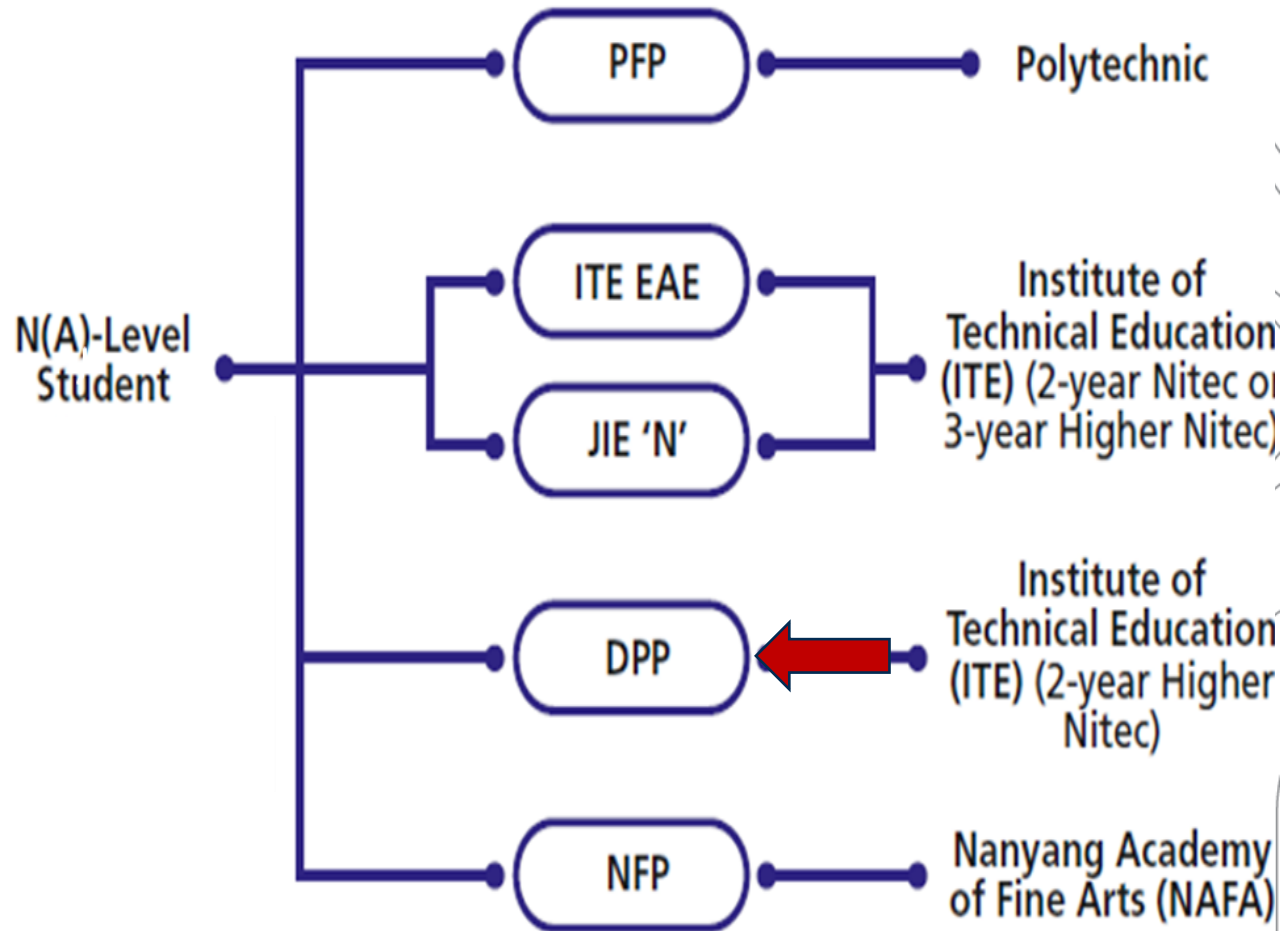 PFP
Polytechnic
ITE EAE
Institute of
Technical Education
(ITE) (2-year Nitec or
3-year Higher Nitec)
N(A)-Level
Student
JIE ‘N’
DPP
Institute of
Technical Education
(ITE) (2-year Higher
Nitec)
NFP
Nanyang Academy
of Fine Arts (NAFA)